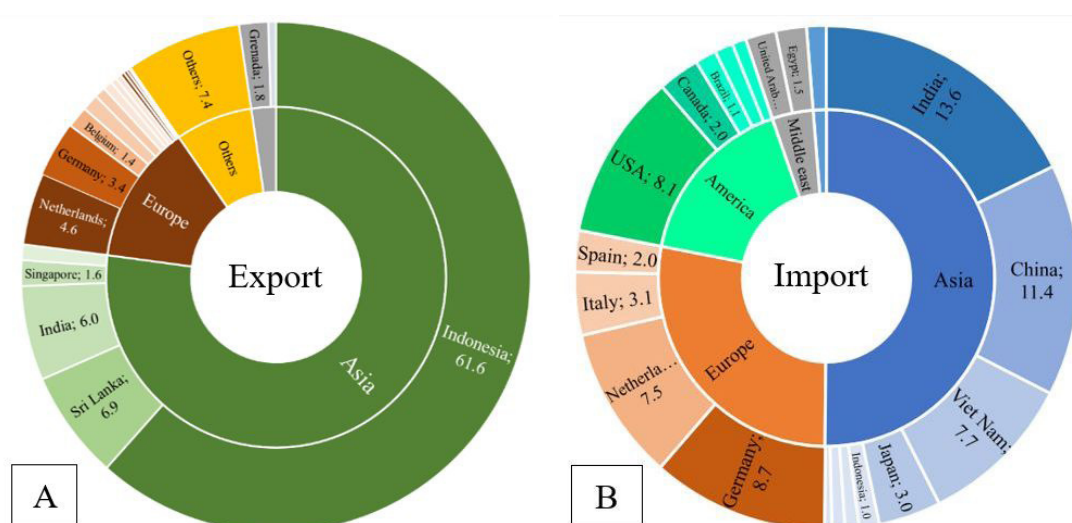 Export
Asia
Europe
Others
Indonesia;
61.6
Sri Lanka;
6.9
India; 6.0
Singapore; 1.6
Netherlands;
4.6
Germany; 3.4
Belgium; 1.4
Others; 7.4
Grenada; 1.8
A
Import
Asia
Europe
America
Middle east
India;
13.6
China;
11.4
Viet Nam;
7.7
Japan; 3.0
Indonesia; 1.0
Germany;
8.7
Netherla…
7.5
Italy; 3.1
Spain; 2.0
USA; 8.1
Canada; 2.0
Brazil; 1.1
United Arab…
Egypt; 1.5
B